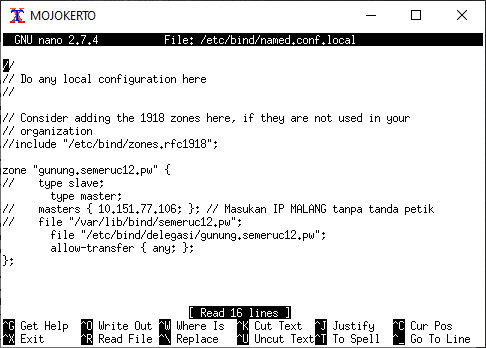 MOJOKERTO
GNU nano 2.7.4 File: /etc/bind/named.conf.local
//
// Do any local configuration here
//
// Consider adding the 1918 zones here, if they are not used in your
// organization
//include "/etc/bind/zones.rfc1918";
zone "gunung.semeruc12.pw" {
// type slave;
type master;
// masters { 10.151.77.106; }; // Masukan IP MALANG tanpa tanda petik
// file "/var/lib/bind/semeruc12.pw";
file "/etc/bind/delegasi/gunung.semeruc12.pw";
allow-transfer { any; };
};
[ Read 16 lines ]
^G Get Help ^O Write Out ^W Where Is ^K Cut Text ^J Justify ^C Cur Pos
^X Exit ^R Read File ^\ Replace ^U Uncut Text ^T To Spell ^_ Go To Line